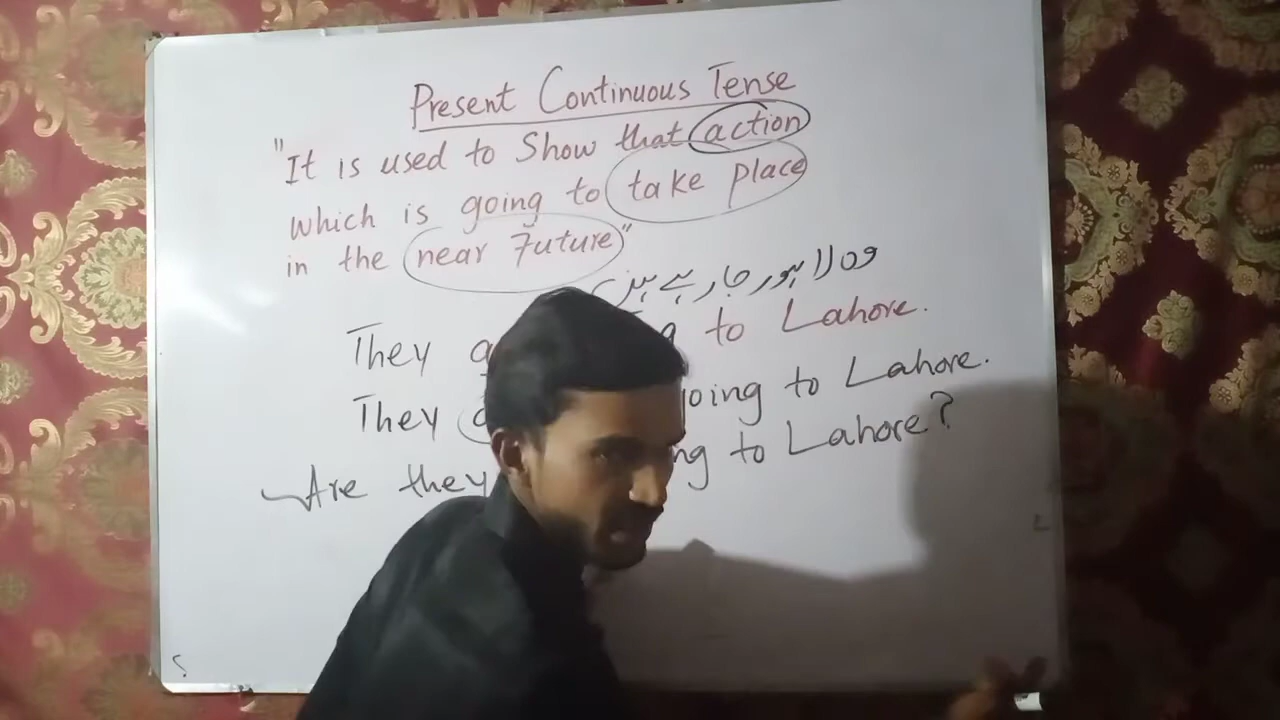 Present Continuous Tense
"It is used to Show that action
which is going to take place
in the near Future"
وہ لاہور جا رہے ہیں
They to Lahore.
They going to Lahore.
Are they to Lahore?